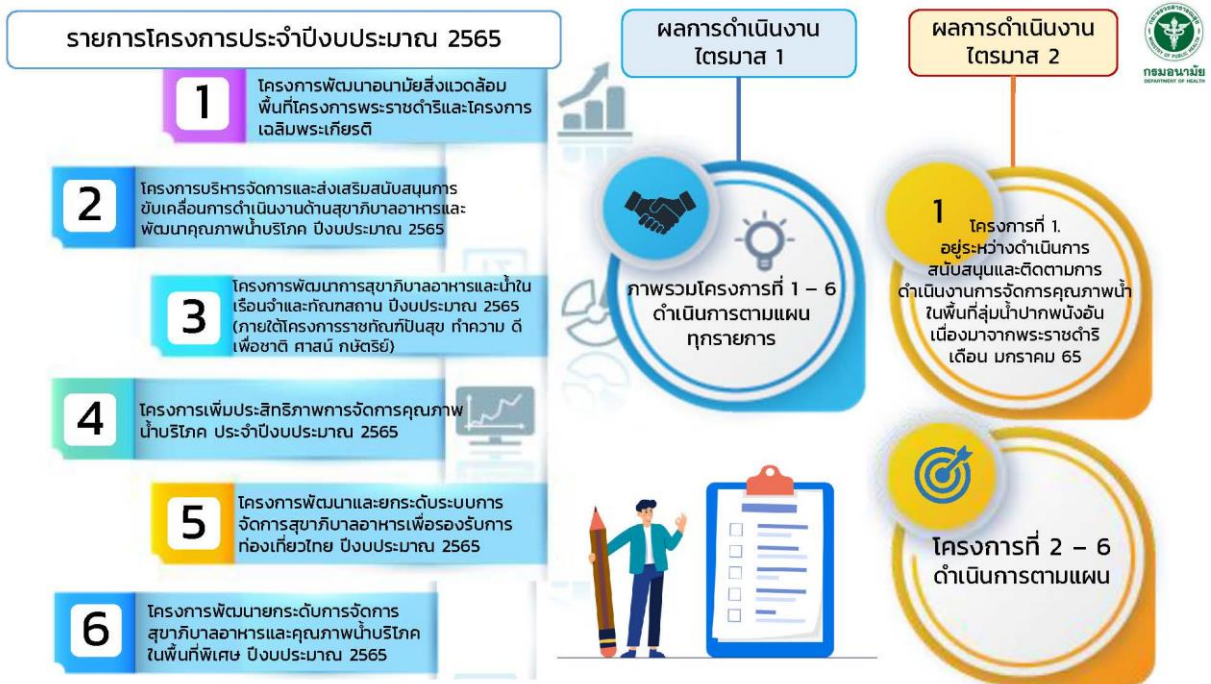 รายการโครงการประจำปีงบประมาณ 2565
1
โครงการพัฒนาอนามัยสิ่งแวดล้อม
พื้นที่โครงการพระราชดำริและโครงการ
เฉลิมพระเกียรติ
2
โครงการบริหารจัดการและส่งเสริมสนับสนุนการ
ขับเคลื่อนการดำเนินงานด้านสุขาภิบาลอาหารและ
พัฒนาคุณภาพน้ำบริโภค ปีงบประมาณ 2565
3
โครงการพัฒนาการสุขาภิบาลอาหารและน้ำใน
เรือนจำและทัณฑสถาน ปีงบประมาณ 2565
(ภายใต้โครงการราชทัณฑ์ปันสุข ทำความ ดี
เพื่อชาติ ศาสน์ กษัตริย์)
4
โครงการเพิ่มประสิทธิภาพการจัดการคุณภาพ
น้ำบริโภค ประจำปีงบประมาณ 2565
5
โครงการพัฒนาและยกระดับระบบการ
จัดการสุขาภิบาลอาหารเพื่อรองรับการ
ท่องเที่ยวไทย ปีงบประมาณ 2565
6
โครงการพัฒนายกระดับการจัดการ
สุขาภิบาลอาหารและคุณภาพน้ำบริโภค
ในพื้นที่พิเศษ ปีงบประมาณ 2565
ผลการดำเนินงาน
ไตรมาส 1
ภาพรวมโครงการที่ 1 – 6
ดำเนินการตามแผน
ทุกรายการ
ผลการดำเนินงาน
ไตรมาส 2
1
โครงการที่ 1.
อยู่ระหว่างดำเนินการ
สนับสนุนและติดตามการ
ดำเนินงานการจัดการคุณภาพน้ำ
ในพื้นที่ลุ่มน้ำปากพนังอัน
เนื่องมาจากพระราชดำริ
เดือน มกราคม 65
โครงการที่ 2 – 6
ดำเนินการตามแผน
กระทรวงสาธารณสุข
MINISTRY OF PUBLIC HEALTH
กรมอนามัย
DEPARTMENT OF HEALTH